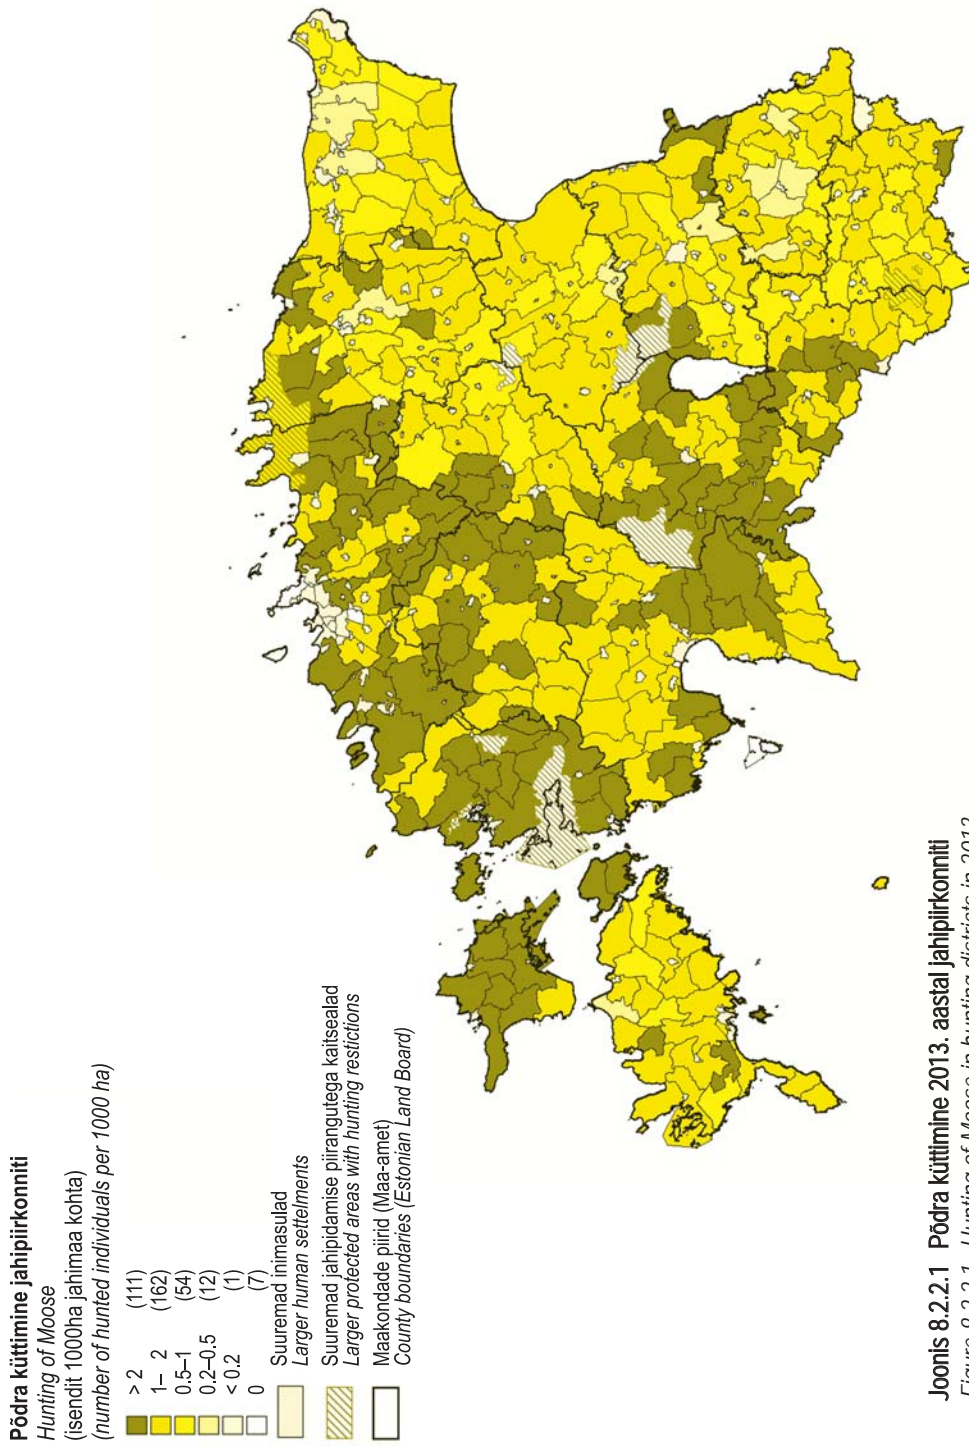 Põdra küttimine jahipiirkonniti
Hunting of Moose
(isendit 1000ha jahimaa kohta)
(number of hunted individuals per 1000 ha)
> 2 (111)
1– 2 (162)
0.5–1 (54)
0.2–0.5 (12)
< 0.2 (1)
0 (7)
Suuremad inimasulad
Larger human settelments
Suuremad jahipidamise piirangutega kaitsealad
Larger protected areas with hunting restictions
Maakondade piirid (Maa-amet)
County boundaries (Estonian Land Board)
Joonis 8.2.2.1 Põdra küttimine 2013. aastal jahipiirkonniti
Figure 8.2.2.1 Hunting of Moose in hunting districts in 2013